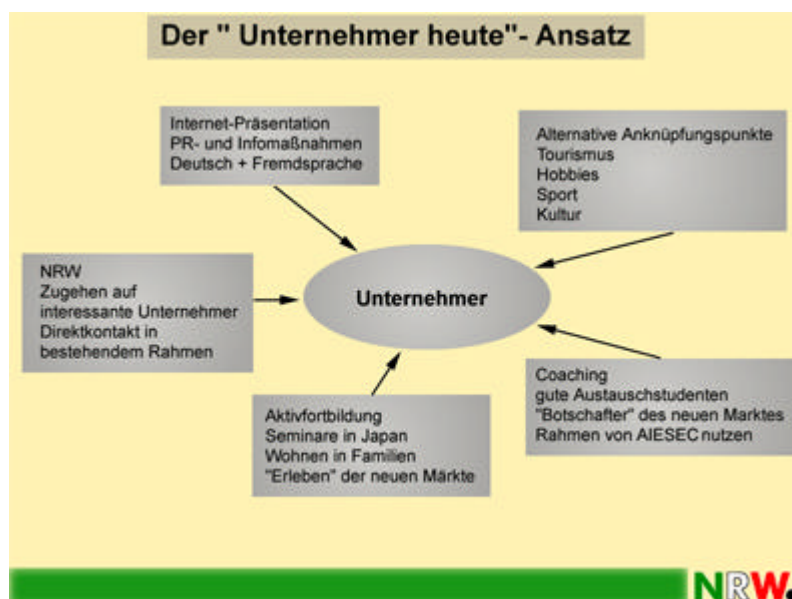 Der " Unternehmer heute"- Ansatz
Internet-Präsentation
PR- und Infomaßnahmen
Deutsch + Fremdsprache
Alternative Anknüpfungspunkte
Tourismus
Hobbies
Sport
Kultur
NRW
Zugehen auf
interessante Unternehmer
Direktkontakt in
bestehendem Rahmen
Unternehmer
Aktivfortbildung
Seminare in Japan
Wohnen in Familien
"Erleben" der neuen Märkte
Coaching
gute Austauschstudenten
"Botschafter" des neuen Marktes
Rahmen von AIESEC nutzen
NRW.